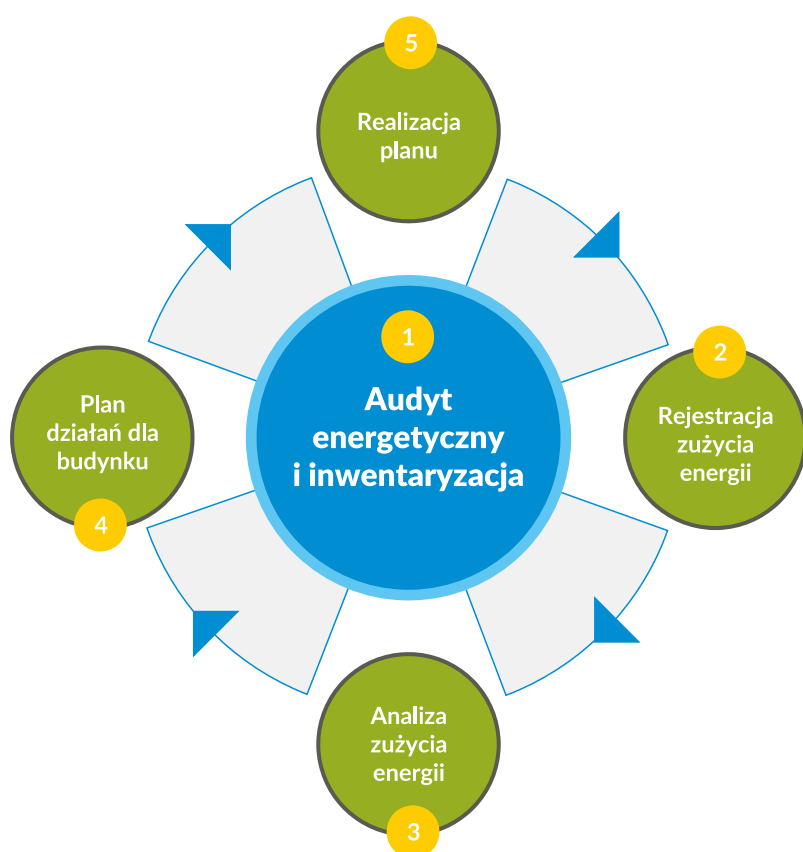 5
Realizacja
planu
1
Audyt
energetyczny
i inwentaryzacja
2
Rejestracja
zużycia
energii
Plan
działań dla
budynku
4
Analiza
zużycia
energii
3